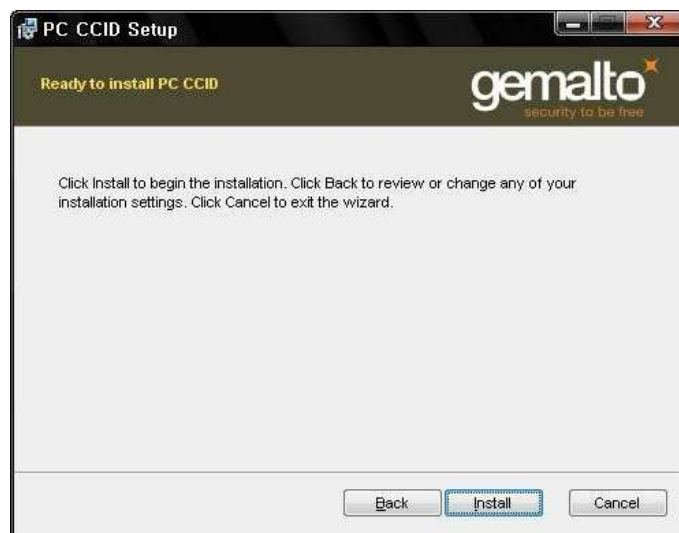 PC CCID Setup
Ready to install PC CCID
gemalto
security to be free
Click Install to begin the installation. Click Back to review or change any of your
installation settings. Click Cancel to exit the wizard.
Back
Install
Cancel